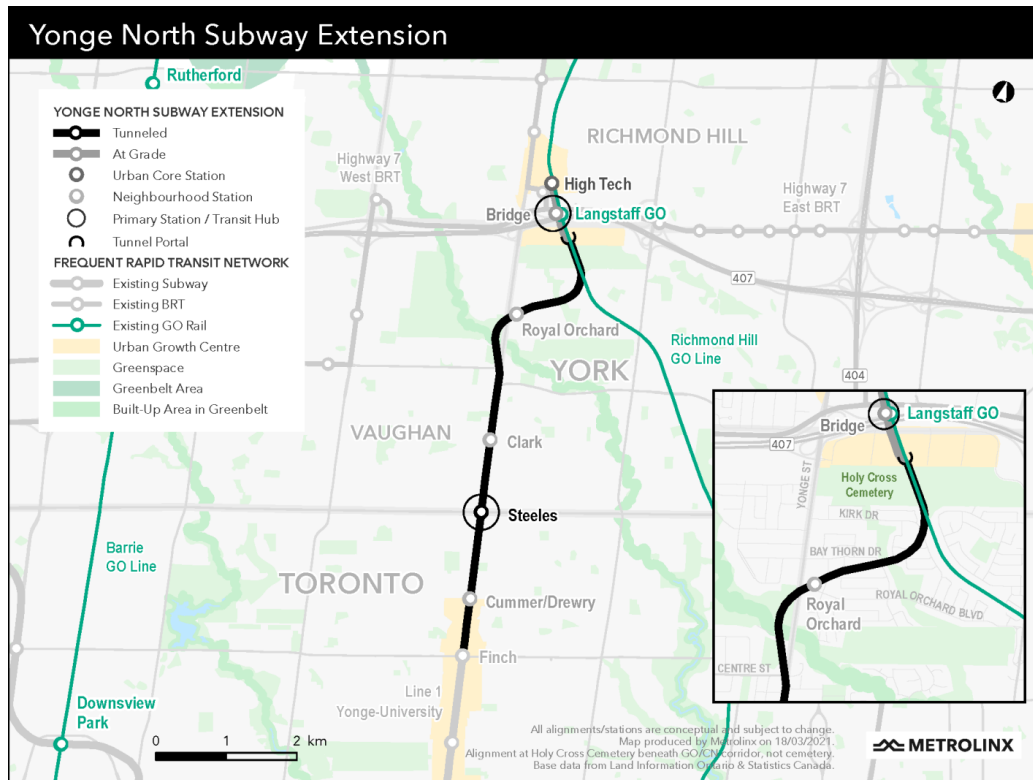 Yonge North Subway Extension
Rutherford
YONGE NORTH SUBWAY EXTENSION
Tunneled
At Grade
Urban Core Station
Neighbourhood Station
Primary Station / Transit Hub
Tunnel Portal
FREQUENT RAPID TRANSIT NETWORK
Existing Subway
Existing BRT
Existing GO Rail
Urban Growth Centre
Greenspace
Greenbelt Area
Built-Up Area in Greenbelt
RICHMOND HILL
Highway 7
West BRT
High Tech
Highway 7
East BRT
Bridge
Langstaff GO
407
Royal Orchard
Richmond Hill
GO Line
YORK
404
VAUGHAN
Clark
Steeles
Barrie
GO Line
TORONTO
Cummer/Drewry
Finch
Line 1
Yonge-University
Downsview
Park
0 1 2 km
Langstaff GO
Bridge
407
YONGE ST
Holy Cross
Cemetery
KIRK DR
BAY THORN DR
ROYAL ORCHARD BLVD
Royal
Orchard
CENTRE ST
All alignments/stations are conceptual and subject to change.
Map produced by Metrolinx on 18/03/2021.
Alignment at Holy Cross Cemetery beneath GO/CN corridor, not cemetery.
Base data from Land Information Ontario & Statistics Canada.
METROLINX